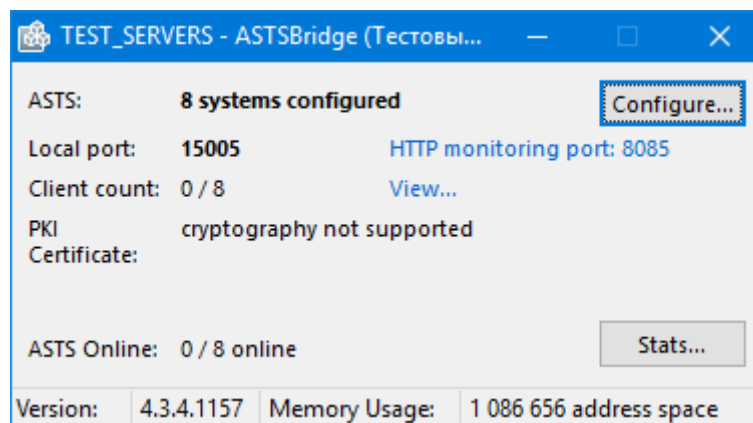 TEST_SERVERS - ASTSBridge (Тестовы...
ASTS: 8 systems configured Configure...
Local port: 15005 HTTP monitoring port: 8085
Client count: 0 / 8 View...
PKI cryptography not supported
Certificate:
ASTS Online: 0 / 8 online Stats...
Version: 4.3.4.1157 Memory Usage: 1 086 656 address space